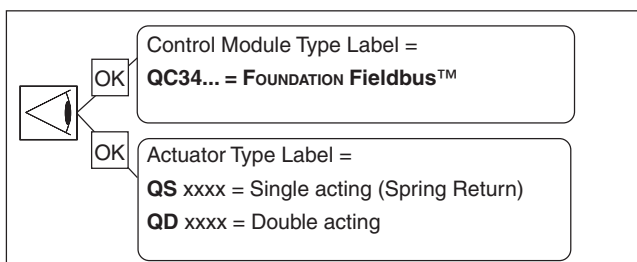 Control Module Type Label =
OK
QC34... = FOUNDATION Fieldbus™
OK
Actuator Type Label =
QS xxxx = Single acting (Spring Return)
QD xxxx = Double acting